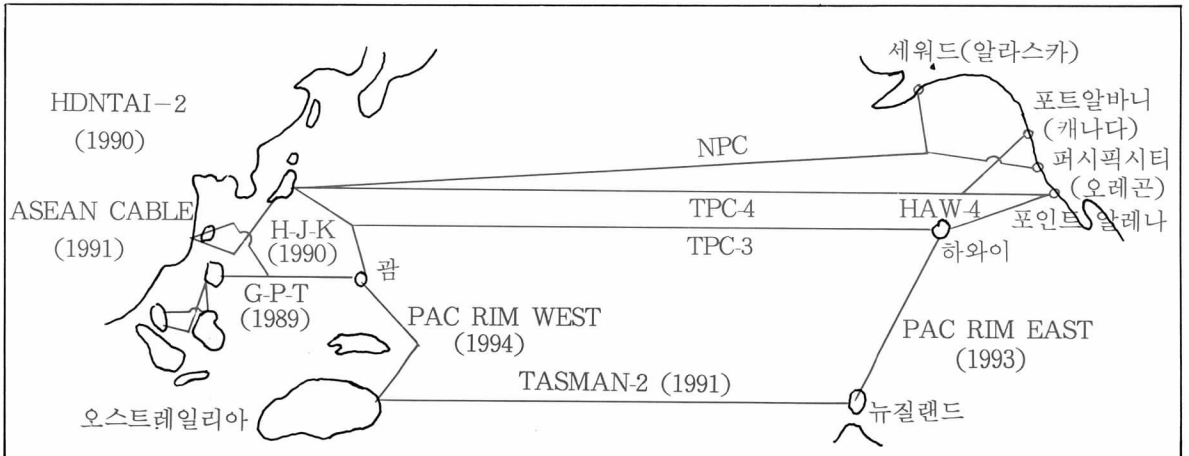 세워드(알라스카)
HDNTAI-2
(1990)
포트알바니
(캐나다)
NPC
퍼시픽시티
(오레곤)
ASEAN CABLE
(1991)
H-J-K
(1990)
TPC-4
HAW-4
포인트 알레나
TPC-3
하와이
괌
G-P-T
(1989)
PAC RIM WEST
(1994)
PAC RIM EAST
(1993)
TASMAN-2 (1991)
오스트레일리아
뉴질랜드